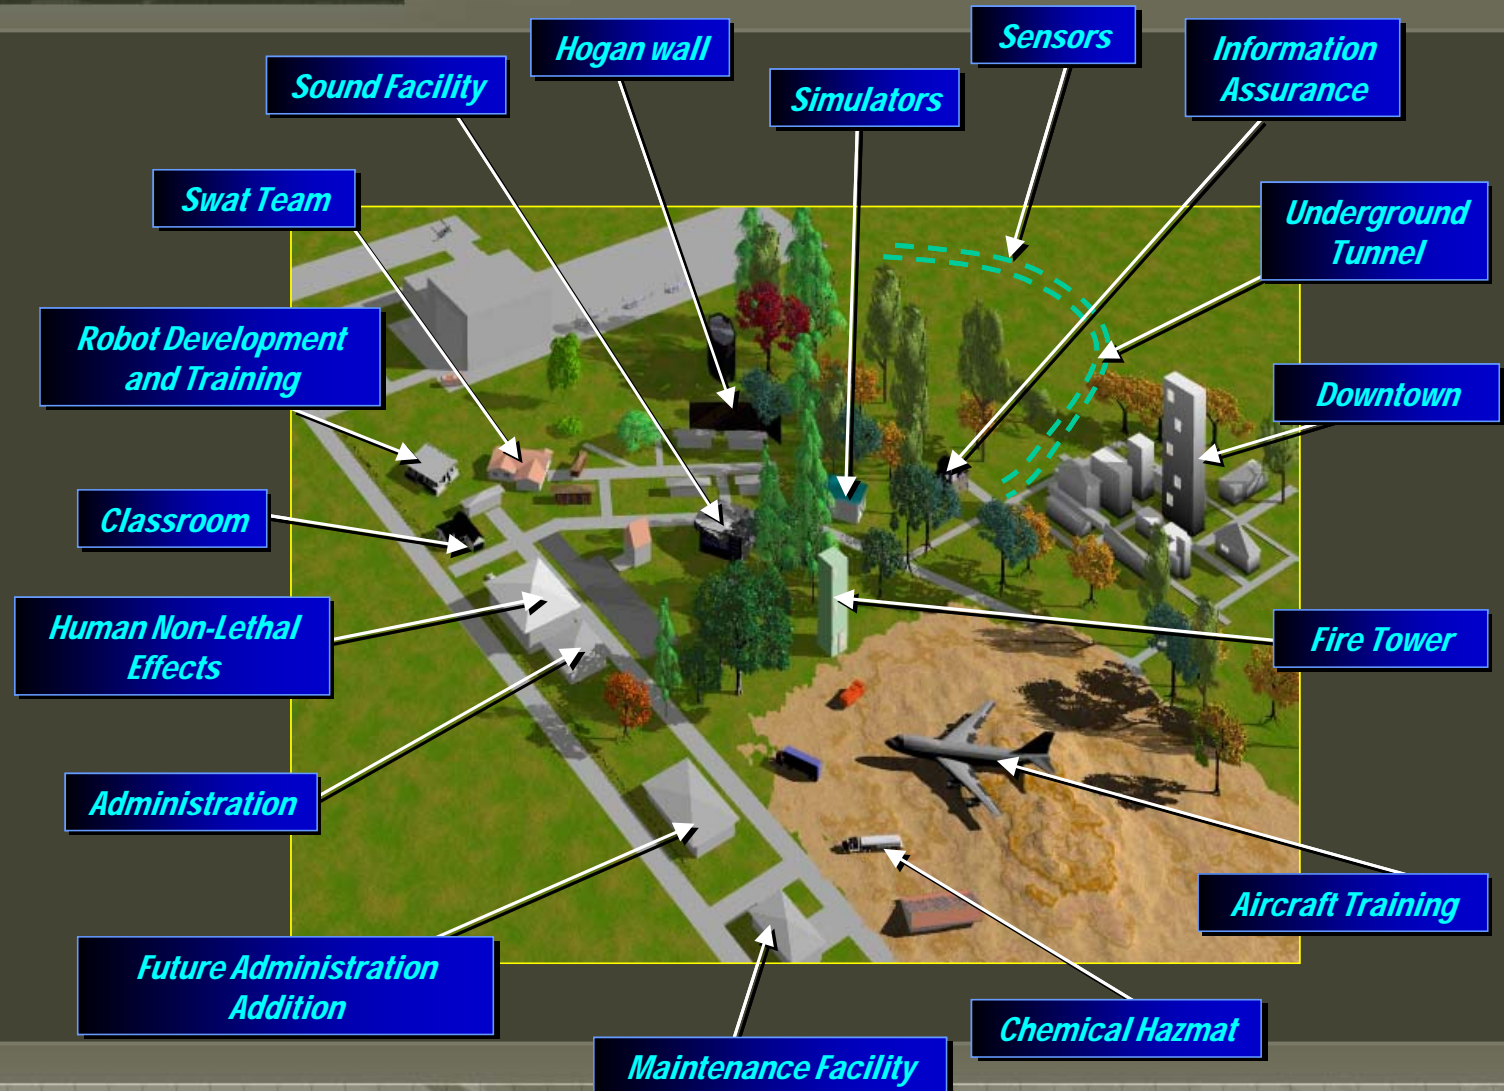 Hogan wall
Sensors
Information
Assurance
Sound Facility
Simulators
Swat Team
Underground
Tunnel
Robot Development
and Training
Downtown
Classroom
Human Non-Lethal
Effects
Fire Tower
Administration
Aircraft Training
Future Administration
Addition
Chemical Hazmat
Maintenance Facility